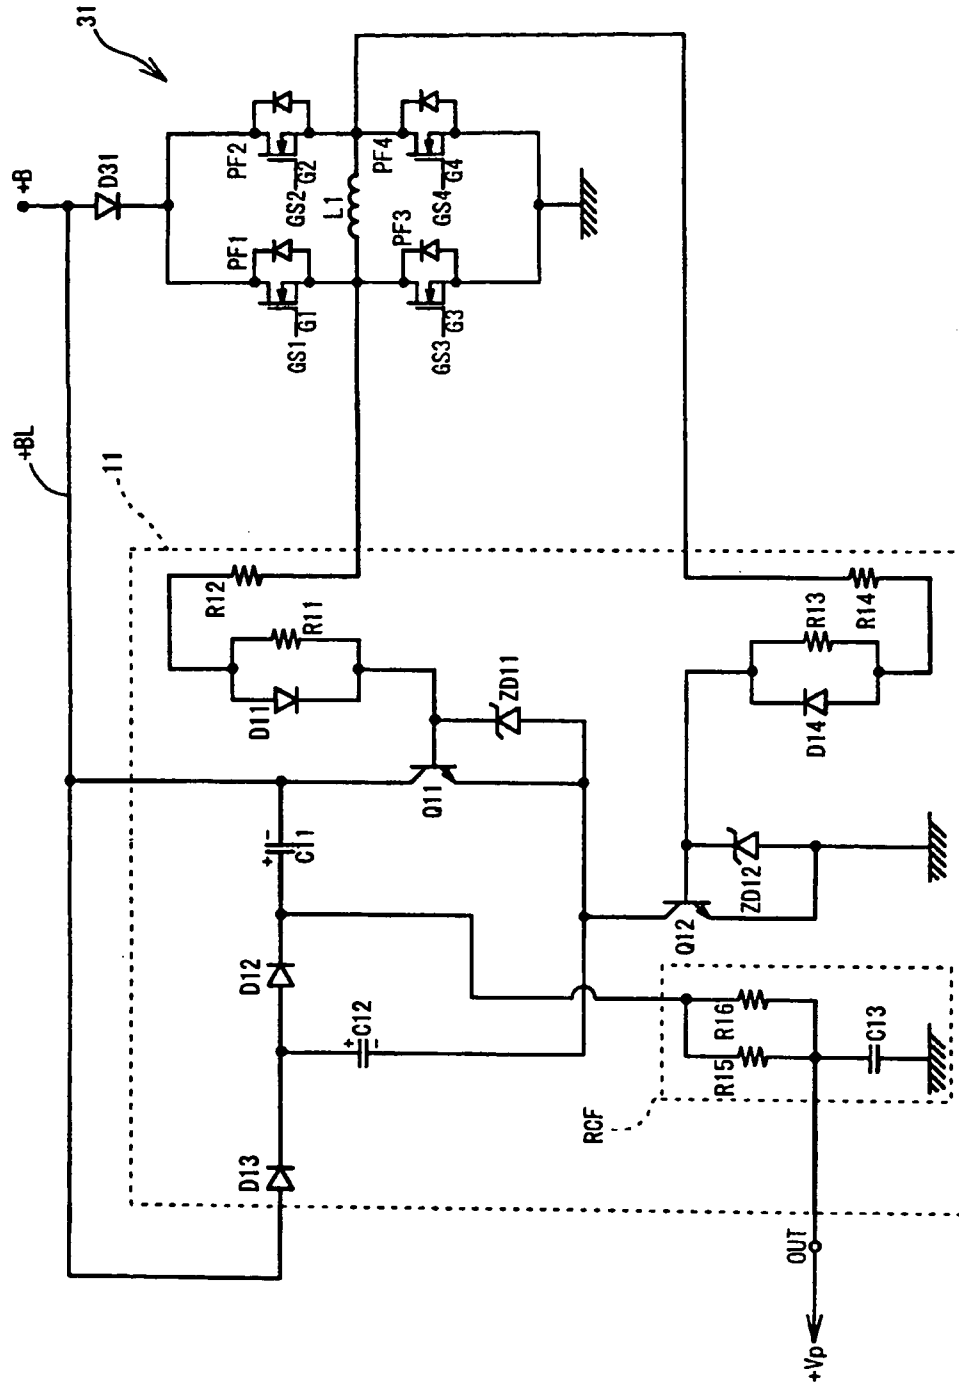 31
+B
D31
+BL
PF2
GS2
G2
PF1
GS1
G1
L1
PF4
GS4
G4
PF3
GS3
G3
11
R12
R11
D11
ZD11
Q11
+
-
C11
D12
+
-
C12
D13
R13
R14
D14
ZD12
Q12
R16
R15
C13
RCF
OUT
+Vp